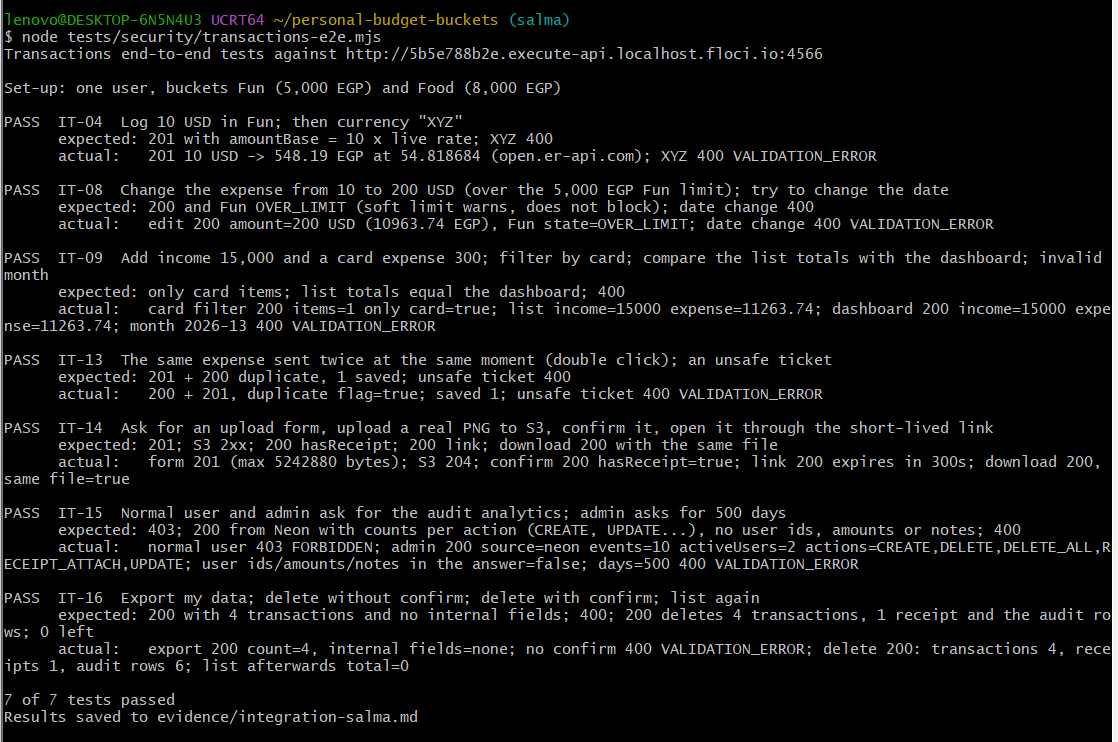 lenovo@DESKTOP-6N5N4U3 UCRT64 ~/personal-budget-buckets (salma)
$ node tests/security/transactions-e2e.mjs
Transactions end-to-end tests against http://5b5e788b2e.execute-api.localhost.floci.io:4566
Set-up: one user, buckets Fun (5,000 EGP) and Food (8,000 EGP)
PASS  IT-04  Log 10 USD in Fun; then currency "XYZ"
expected: 201 with amountBase = 10 x live rate; XYZ 400
actual:   201 10 USD -> 548.19 EGP at 54.818684 (open.er-api.com); XYZ 400 VALIDATION_ERROR
PASS  IT-08  Change the expense from 10 to 200 USD (over the 5,000 EGP Fun limit); try to change the date
expected: 200 and Fun OVER_LIMIT (soft limit warns, does not block); date change 400
actual:   edit 200 amount=200 USD (10963.74 EGP), Fun state=OVER_LIMIT; date change 400 VALIDATION_ERROR
PASS  IT-09  Add income 15,000 and a card expense 300; filter by card; compare the list totals with the dashboard; invalid
month
expected: only card items; list totals equal the dashboard; 400
actual:   card filter 200 items=1 only card=true; list income=15000 expense=11263.74; dashboard 200 income=15000 expe
nse=11263.74; month 2026-13 400 VALIDATION_ERROR
PASS  IT-13  The same expense sent twice at the same moment (double click); an unsafe ticket
expected: 201 + 200 duplicate, 1 saved; unsafe ticket 400
actual:   200 + 201, duplicate flag=true; saved 1; unsafe ticket 400 VALIDATION_ERROR
PASS  IT-14  Ask for an upload form, upload a real PNG to S3, confirm it, open it through the short-lived link
expected: 201; S3 2xx; 200 hasReceipt; 200 link; download 200 with the same file
actual:   form 201 (max 5242880 bytes); S3 204; confirm 200 hasReceipt=true; link 200 expires in 300s; download 200,
same file=true
PASS  IT-15  Normal user and admin ask for the audit analytics; admin asks for 500 days
expected: 403; 200 from Neon with counts per action (CREATE, UPDATE...), no user ids, amounts or notes; 400
actual:   normal user 403 FORBIDDEN; admin 200 source=neon events=10 activeUsers=2 actions=CREATE,DELETE,DELETE_ALL,R
ECEIPT_ATTACH,UPDATE; user ids/amounts/notes in the answer=false; days=500 400 VALIDATION_ERROR
PASS  IT-16  Export my data; delete without confirm; delete with confirm; list again
expected: 200 with 4 transactions and no internal fields; 400; 200 deletes 4 transactions, 1 receipt and the audit ro
ws; 0 left
actual:   export 200 count=4, internal fields=none; no confirm 400 VALIDATION_ERROR; delete 200: transactions 4, rece
ipts 1, audit rows 6; list afterwards total=0
7 of 7 tests passed
Results saved to evidence/integration-salma.md